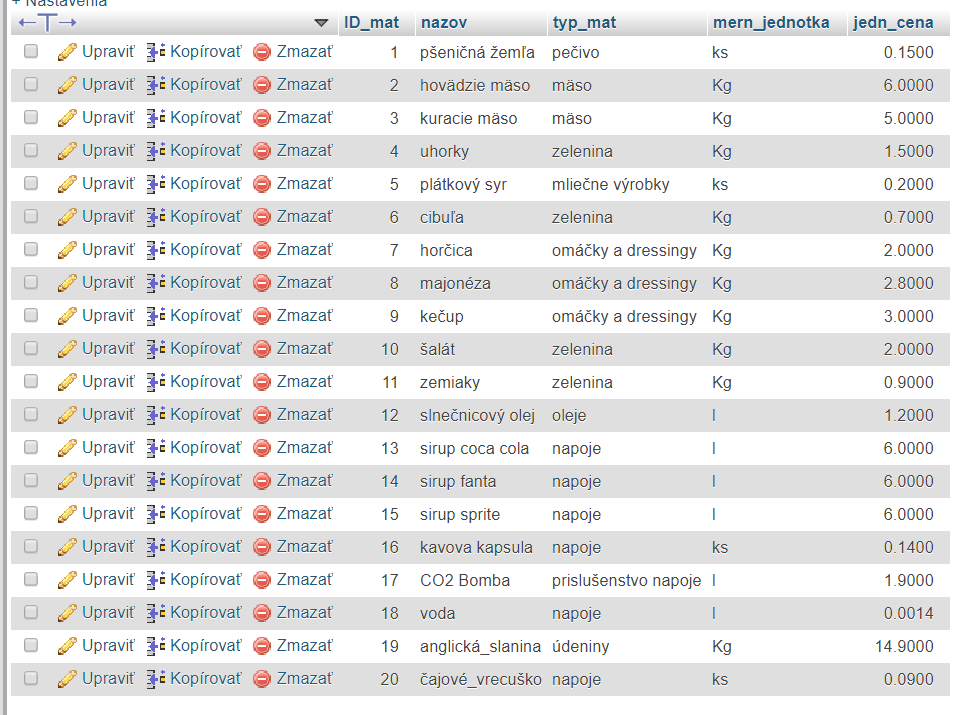 + Nastavenia
←T→ ID_mat nazov typ_mat mern_jednotka jedn_cena
Upraviť Kopírovať Zmazať 1 pšeničná žemľa pečivo ks 0.1500
Upraviť Kopírovať Zmazať 2 hovädzie mäso mäso Kg 6.0000
Upraviť Kopírovať Zmazať 3 kuracie mäso mäso Kg 5.0000
Upraviť Kopírovať Zmazať 4 uhorky zelenina Kg 1.5000
Upraviť Kopírovať Zmazať 5 plátkový syr mliečne výrobky ks 0.2000
Upraviť Kopírovať Zmazať 6 cibuľa zelenina Kg 0.7000
Upraviť Kopírovať Zmazať 7 horčica omáčky a dressingy Kg 2.0000
Upraviť Kopírovať Zmazať 8 majonéza omáčky a dressingy Kg 2.8000
Upraviť Kopírovať Zmazať 9 kečup omáčky a dressingy Kg 3.0000
Upraviť Kopírovať Zmazať 10 šalát zelenina Kg 2.0000
Upraviť Kopírovať Zmazať 11 zemiaky zelenina Kg 0.9000
Upraviť Kopírovať Zmazať 12 slnečnicový olej oleje l 1.2000
Upraviť Kopírovať Zmazať 13 sirup coca cola napoje l 6.0000
Upraviť Kopírovať Zmazať 14 sirup fanta napoje l 6.0000
Upraviť Kopírovať Zmazať 15 sirup sprite napoje l 6.0000
Upraviť Kopírovať Zmazať 16 kavova kapsula napoje ks 0.1400
Upraviť Kopírovať Zmazať 17 CO2 Bomba prislušenstvo napoje l 1.9000
Upraviť Kopírovať Zmazať 18 voda napoje l 0.0014
Upraviť Kopírovať Zmazať 19 anglická_slanina údeniny Kg 14.9000
Upraviť Kopírovať Zmazať 20 čajové_vrecuško napoje ks 0.0900